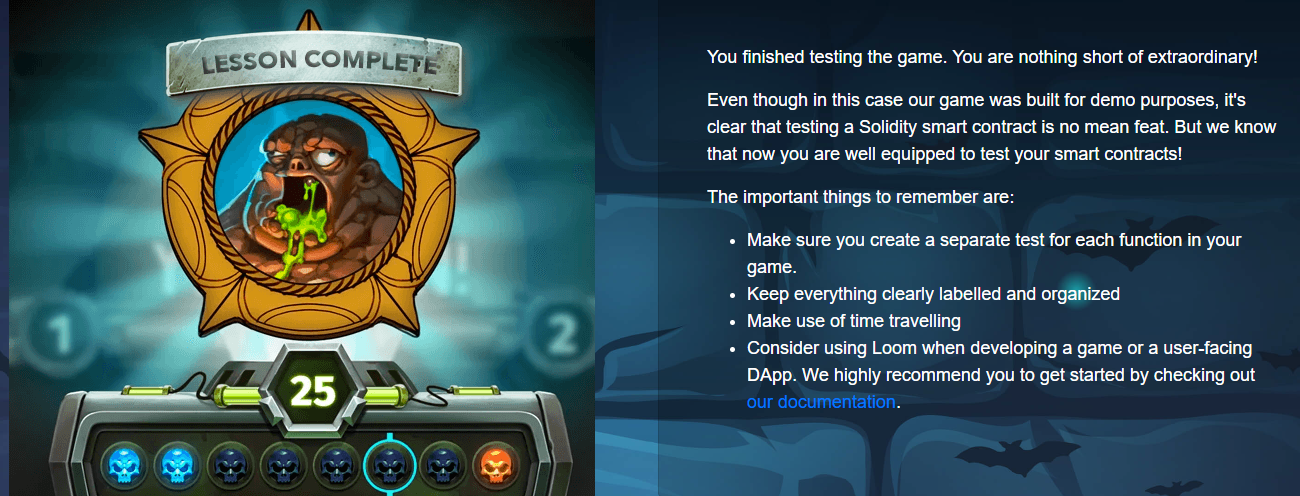 LESSON COMPLETE
1
2
25
You finished testing the game. You are nothing short of extraordinary!
Even though in this case our game was built for demo purposes, it's
clear that testing a Solidity smart contract is no mean feat. But we know
that now you are well equipped to test your smart contracts!
The important things to remember are:
• Make sure you create a separate test for each function in your
game.
• Keep everything clearly labelled and organized
• Make use of time travelling
• Consider using Loom when developing a game or a user-facing
DApp. We highly recommend you to get started by checking out
our documentation.